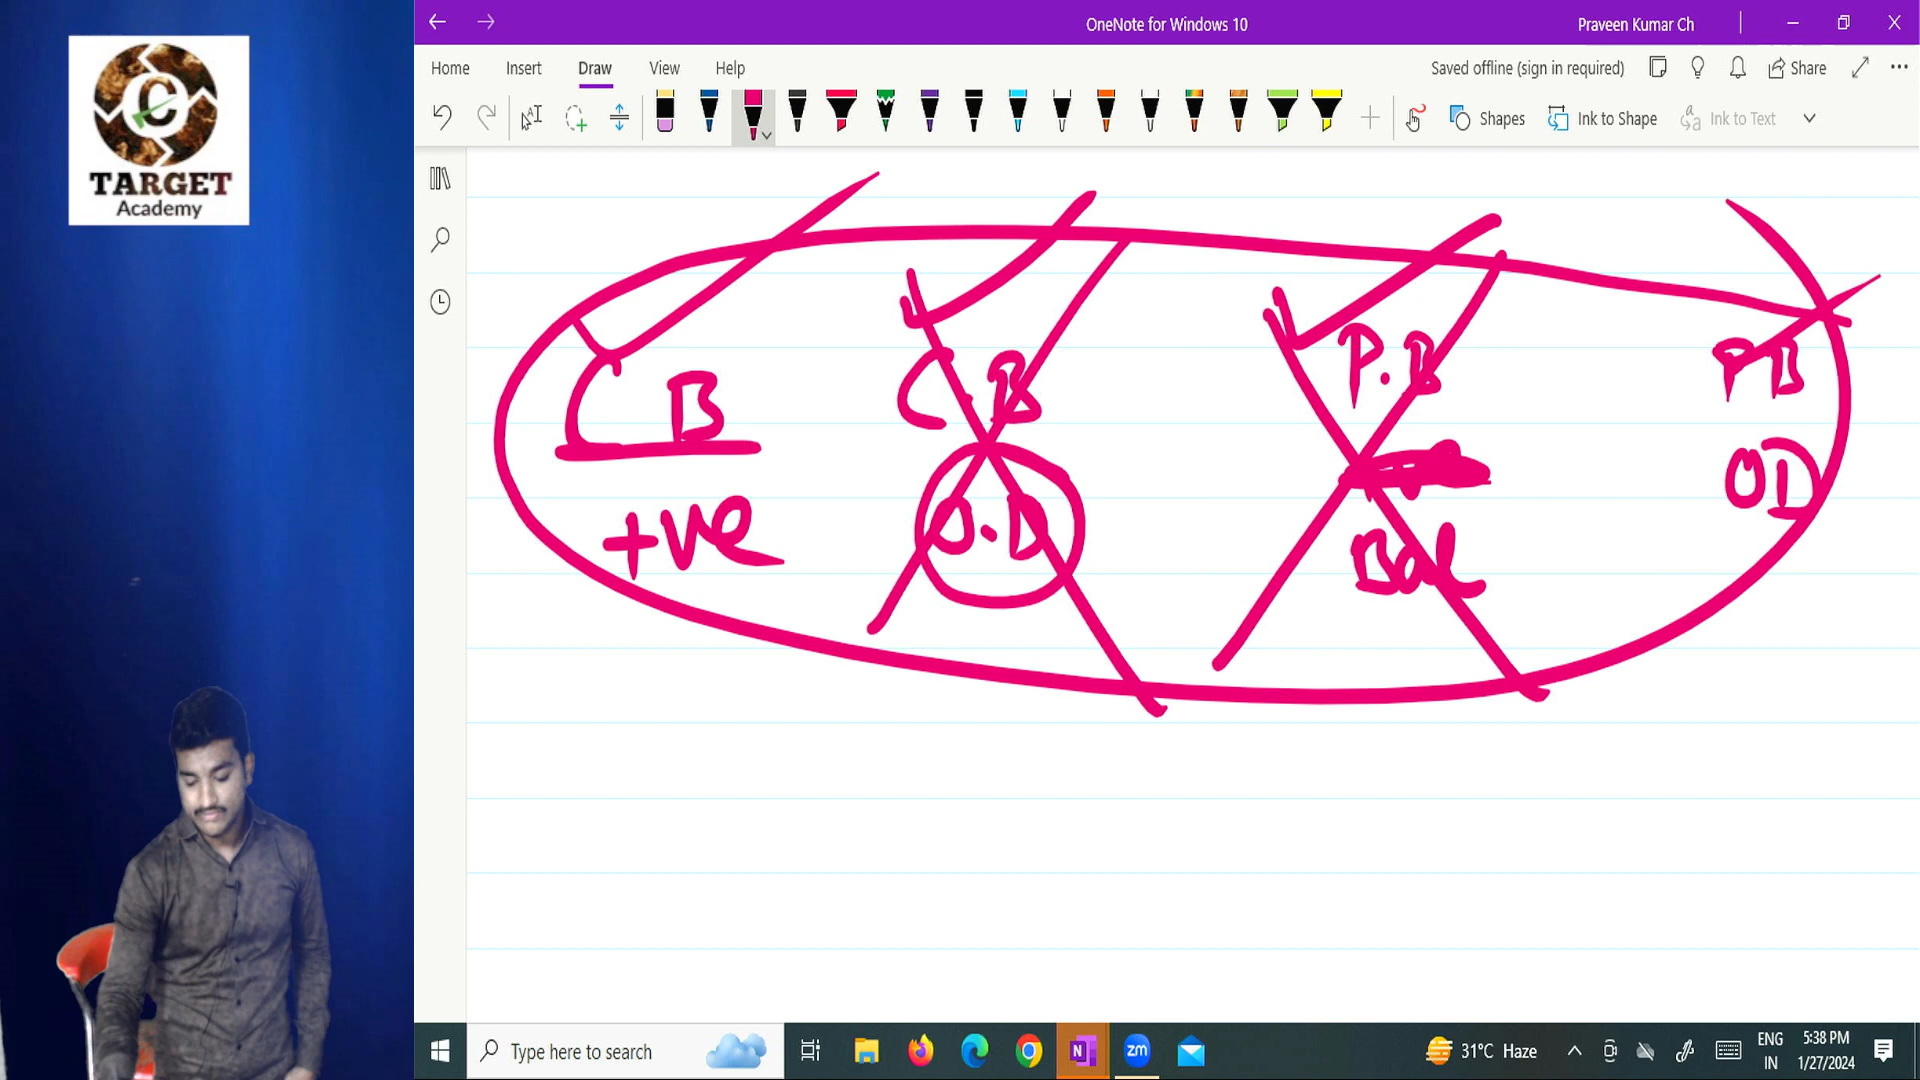 TARGET
Academy
OneNote for Windows 10
Praveen Kumar Ch
Home Insert Draw View Help
Saved offline (sign in required)
Share
Shapes
Ink to Shape
Ink to Text
C B
C B
P.B
PB
+ve
O.D
Bal
OD
Type here to search
31°C Haze
ENG
IN
5:38 PM
1/27/2024